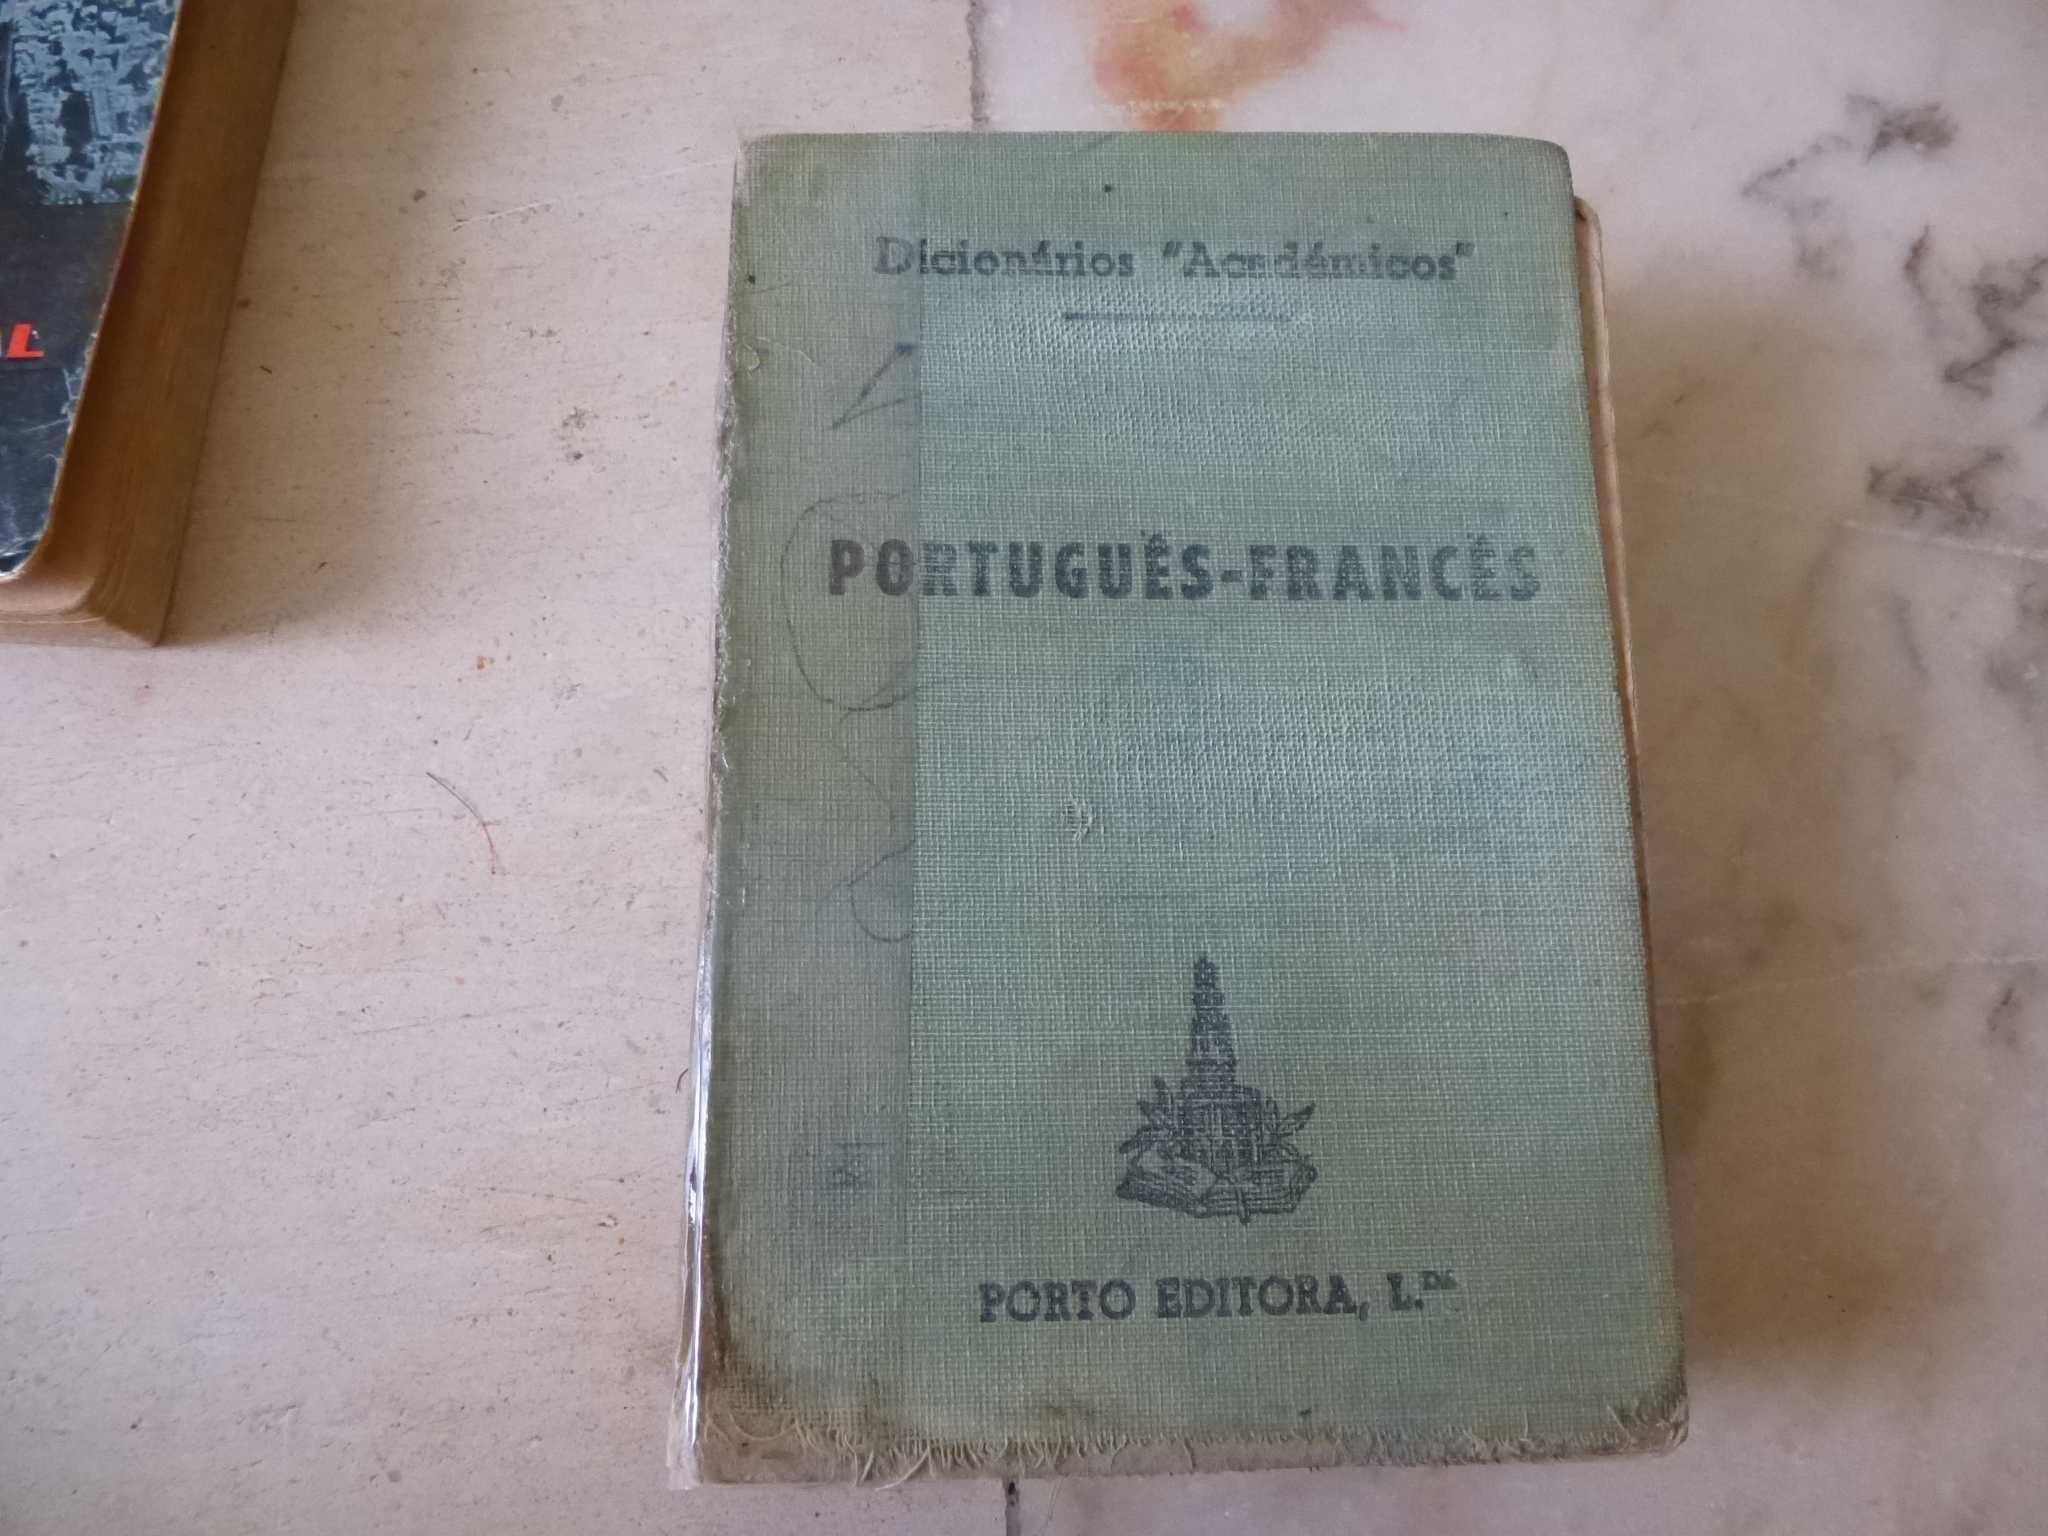 Dicionários "Académicos"
PORTUGUÊS-FRANCÊS
PORTO EDITORA, L.DA
L